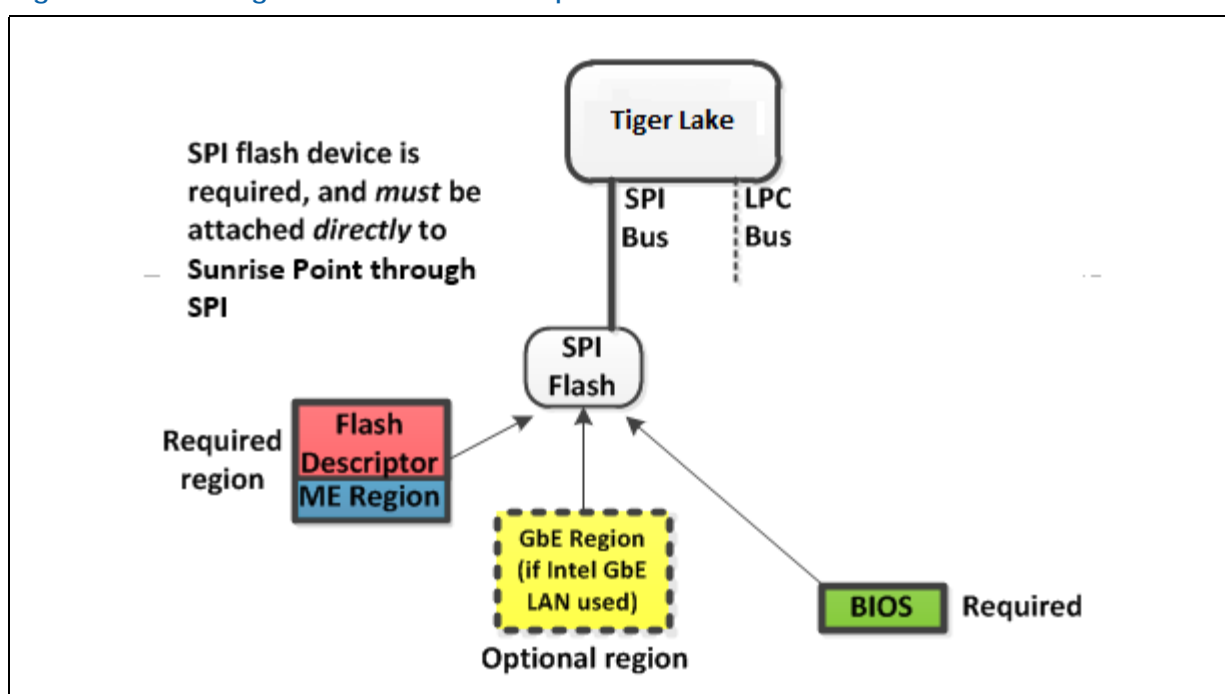 Tiger Lake
SPI flash device is
required, and must be
attached directly to
Sunrise Point through
SPI
SPI
Bus
LPC
Bus
SPI
Flash
Required
region
Flash
Descriptor
ME Region
GbE Region
(if Intel GbE
LAN used)
Optional region
BIOS
Required